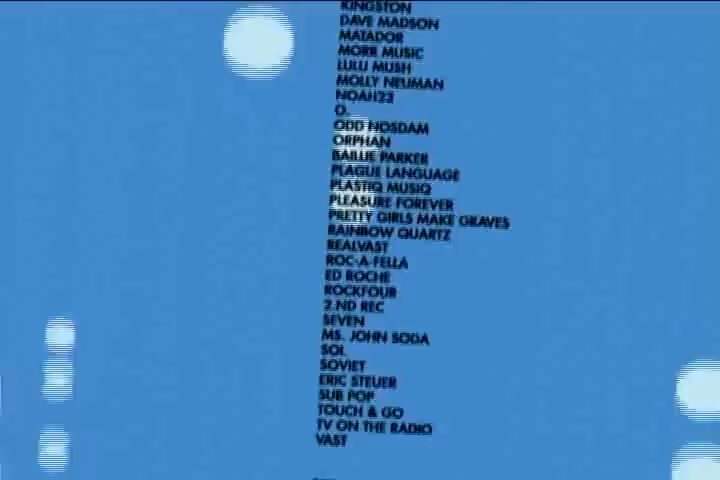 KINGSTON
DAVE MADSON
MATADOR
MORR MUSIC
LULU MUSH
MOLLY NEUMAN
NOAH23
O.
ODD NOSDAM
ORPHAN
BAILLIE PARKER
PLAGUE LANGUAGE
PLASTIQ MUSIQ
PLEASURE FOREVER
PRETTY GIRLS MAKE GRAVES
RAINBOW QUARTZ
REALVAST
ROC-A-FELLA
ED ROCHE
ROCKFOUR
2.ND REC
SEVEN
MS. JOHN SODA
SOL
SOVIET
ERIC STEUER
SUB POP
TOUCH & GO
TV ON THE RADIO
VAST